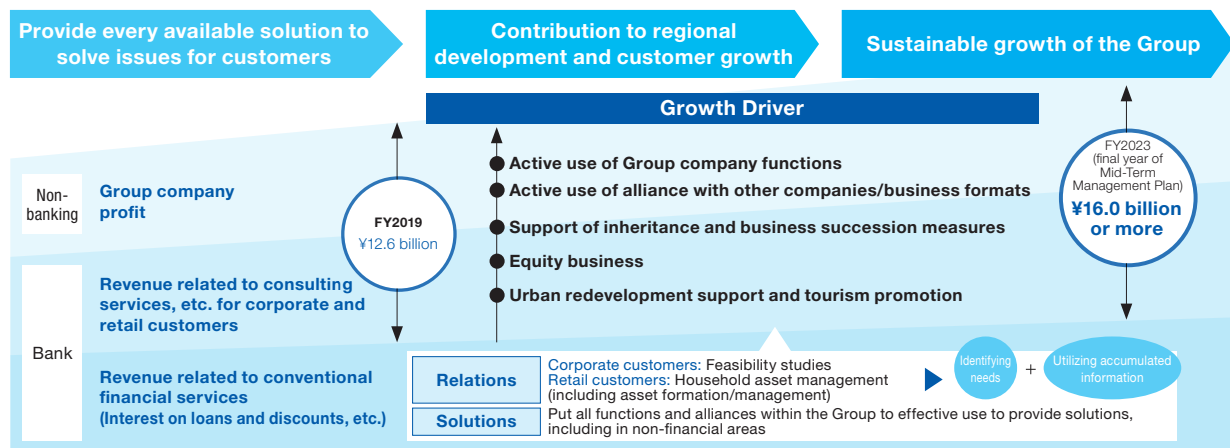 Provide every available solution to
solve issues for customers
Contribution to regional
development and customer growth
Sustainable growth of the Group
Growth Driver
Non-
banking
Group company
profit
FY2019
¥12.6 billion
Active use of Group company functions
Active use of alliance with other companies/business formats
Support of inheritance and business succession measures
Equity business
Urban redevelopment support and tourism promotion
FY2023
(final year of
Mid-Term
Management Plan)
¥16.0 billion
or more
Bank
Revenue related to consulting
services, etc. for corporate and
retail customers
Revenue related to conventional
financial services
(Interest on loans and discounts, etc.)
Relations
Corporate customers: Feasibility studies
Retail customers: Household asset management
(including asset formation/management)
Identifying
needs
+
Utilizing accumulated
information
Solutions
Put all functions and alliances within the Group to effective use to provide solutions,
including in non-financial areas